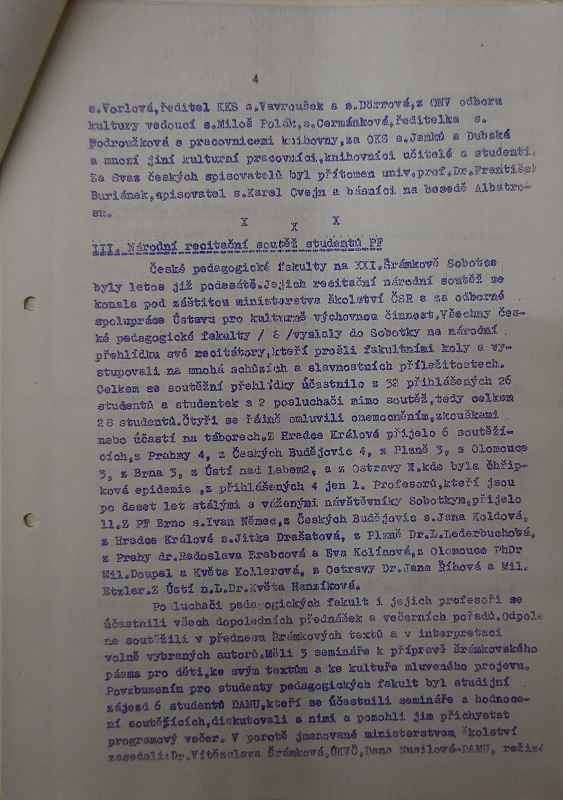 4
s.Vorlová,ředitel KKS s.Vavroušek a s.Dörrová,z ONV odboru
kultury vedoucí s.Miloš Polák,s.Čermánková,ředitelka s.
Podroužková s pracovnicemi knihovny,za OKS s.Janků a Dubská
a mnozí jiní kulturní pracovníci,knihovníci učitelé a studenti.
Za Svaz českých spisovatelů byl přítomen univ.prof.Dr.František
Buriánek,spisovatel s.Karel Cvejn a básníci na besedě Albatro-
su.
X X X
III. Národní recitační soutěž studentů PF
České pedagogické fakulty na XXI.Šrámkově Sobotce
byly letos již podesáté.Jejich recitační národní soutěž se
konala pod záštitou ministerstva školství ČSR a za odborné
spolupráce Ústavu pro kulturně výchovnou činnost.Všechny čes-
ké pedagogické fakulty / 8 /vyslaly do Sobotky na národní
přehlídku své recitátory,kteří prošli fakultními koly a vy-
stupovali na mnohá schůzích a slavnostních příležitostech.
Celkem se soutěžní přehlídky účastnilo z 32 přihlášených 26
studentů a studentek a 2 posluchači mimo soutěž,tedy celkem
28 studentů.Čtyři se řádně omluvili onemocněním,zkouškami
nebo účastí na táborech.Z Hradce Králové přijelo 6 soutěží-
cích,z Prahy 4, z Českých Budějovic 4, z Plzně 3, z Olomouce
3, z Brna 3, z Ústí nad Labem2, a z Ostravy X,kde byla chřip-
ková epidemie ,z přihlášených 4 jen 1. Profesorů,kteří jsou
po deset let stálými a váženými návštěvníky Sobotkym,přijelo
11.Z PF Brno s.Ivan Němec,z Českých Budějovic s.Jana Koldová,
z Hradce Králové s.Jitka Drašatová, z Plzně Dr.L.Lederbuchová,
z Prahy dr.Radoslava Brabcová a Eva Kolínová,z Olomouce PhDr
Mil.Doupal a Květa Kollerová, z Ostravy Dr.Jana Říhová a Mil.
Etzler.Z Ústí n.L.Dr.Květa Hanzíková.
Posluchači pedagogických fakult i jejich profesoři se
účastnili všech dopoledních přednášek a večerních pořadů.Odpole
ne soutěžili v přednesu Šrámkových textů a v interpretaci
volně vybraných autorů.Měli 3 semináře k přípravě šrámkovského
pásma pro děti,ke svým textům a ke kultuře mluveného projevu.
Povzbuzením pro studenty pedagogických fakult byl studijní
zájezd 6 studentů DAMU,kteří se účastnili semináře a hodnoce-
ní soutěžících,diskutovali s nimi a pomohli jim přichystat
programový večer. V porotě jmenované ministerstvem školství
zasedali:Dr.Vítězslava Šrámková,ÚKVČ,Dana Musilová-DAMU, režisé